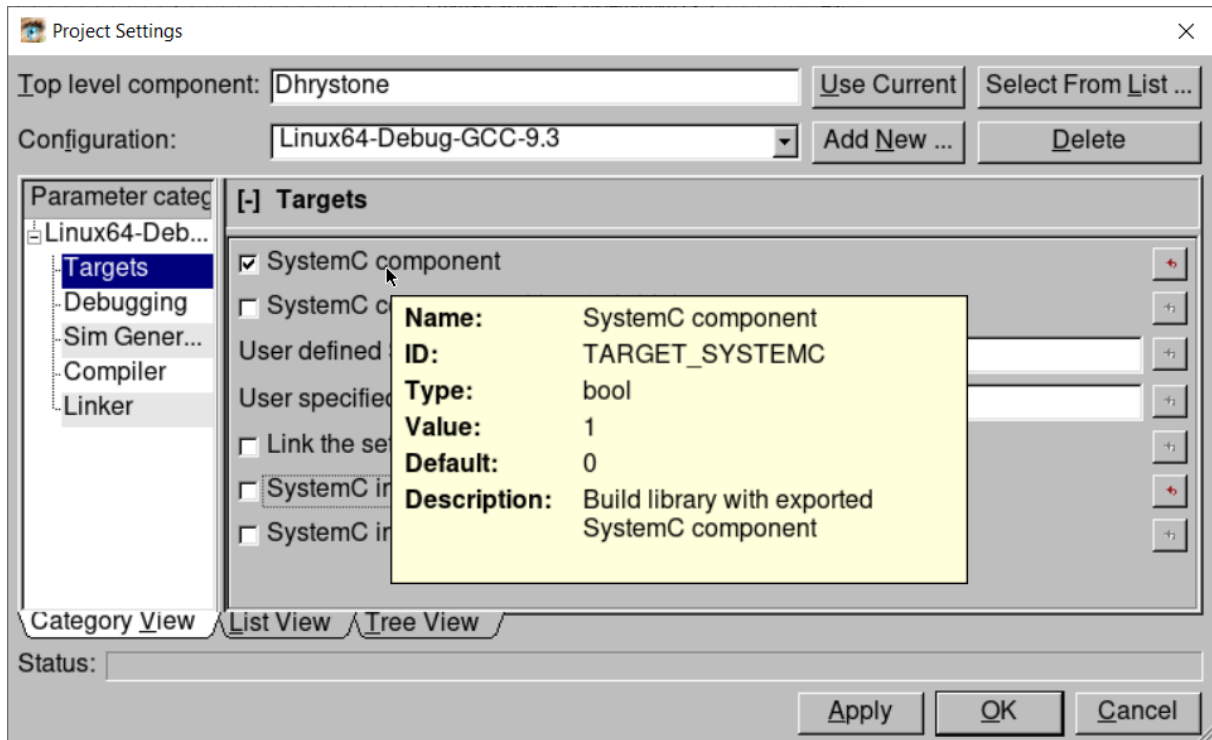 Project Settings
Top level component: Dhrystone Use Current Select From List ...
Configuration: Linux64-Debug-GCC-9.3 Add New ... Delete
Parameter categ
Linux64-Deb...
Targets
Debugging
Sim Gener...
Compiler
Linker
[-] Targets
SystemC component
SystemC
User defined
User specified
Link the
SystemC
SystemC
Name: SystemC component
ID: TARGET_SYSTEMC
Type: bool
Value: 1
Default: 0
Description: Build library with exported
SystemC component
Category View List View Tree View
Status:
Apply OK Cancel